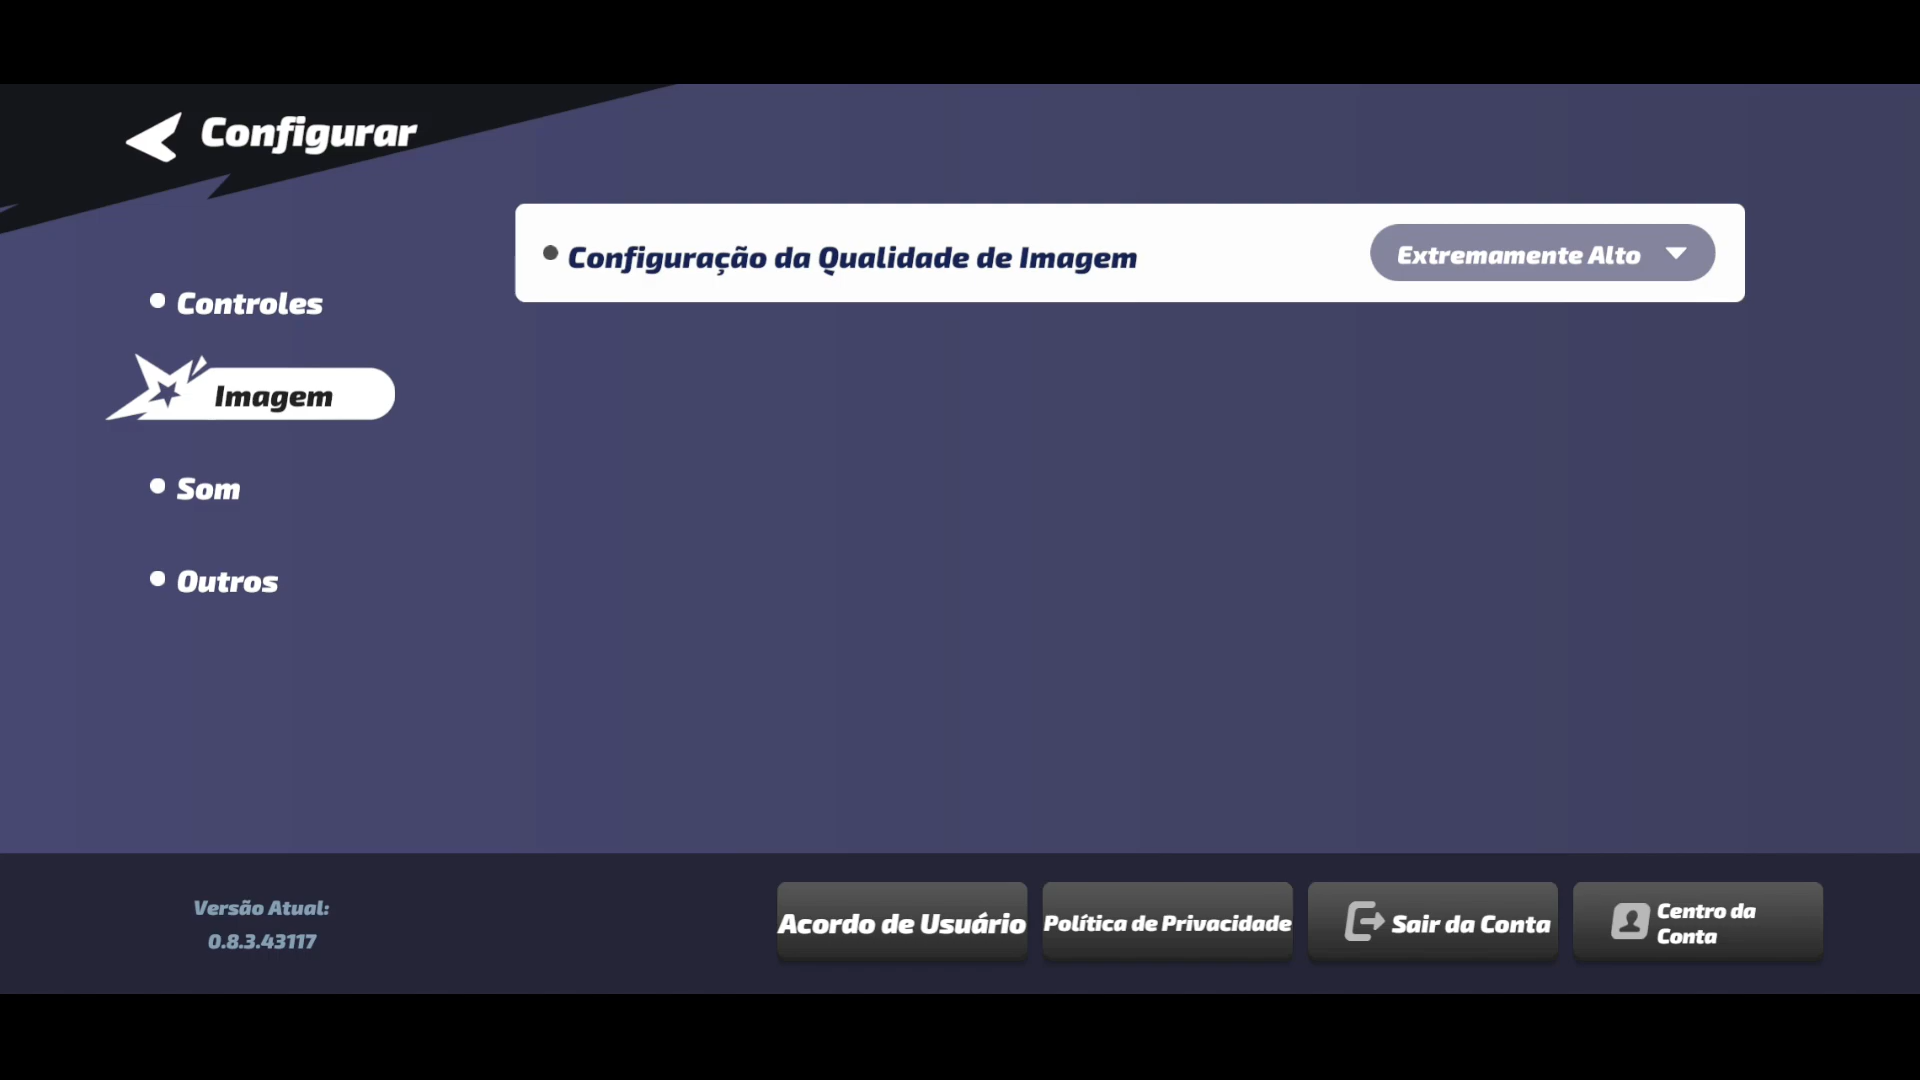 Configurar
Configuração da Qualidade de Imagem
Extremamente Alto
Controles
Imagem
Som
Outros
Versão Atual:
0.8.3.43117
Acordo de Usuário
Política de Privacidade
Sair da Conta
Centro da
Conta